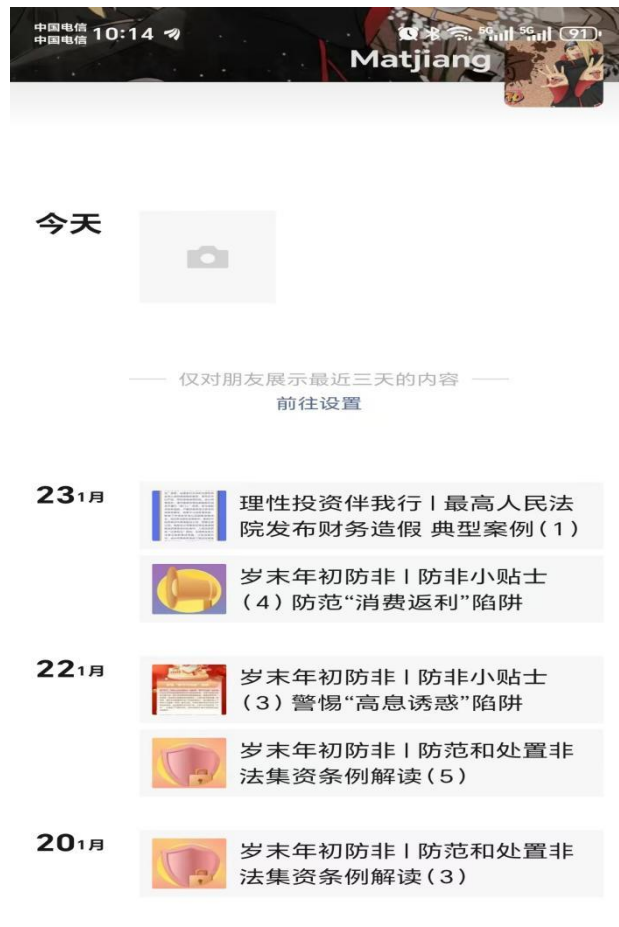 中国电信
中国电信
10:14
5G
5G
91
Matjiang
今天
仅对朋友展示最近三天的内容
前往设置
23 1月
理性投资伴我行 | 最高人民法
院发布财务造假 典型案例(1)
岁末年初防非 | 防非小贴士
(4) 防范“消费返利”陷阱
22 1月
岁末年初防非 | 防非小贴士
(3) 警惕“高息诱惑”陷阱
岁末年初防非 | 防范和处置非
法集资条例解读(5)
20 1月
岁末年初防非 | 防范和处置非
法集资条例解读(3)